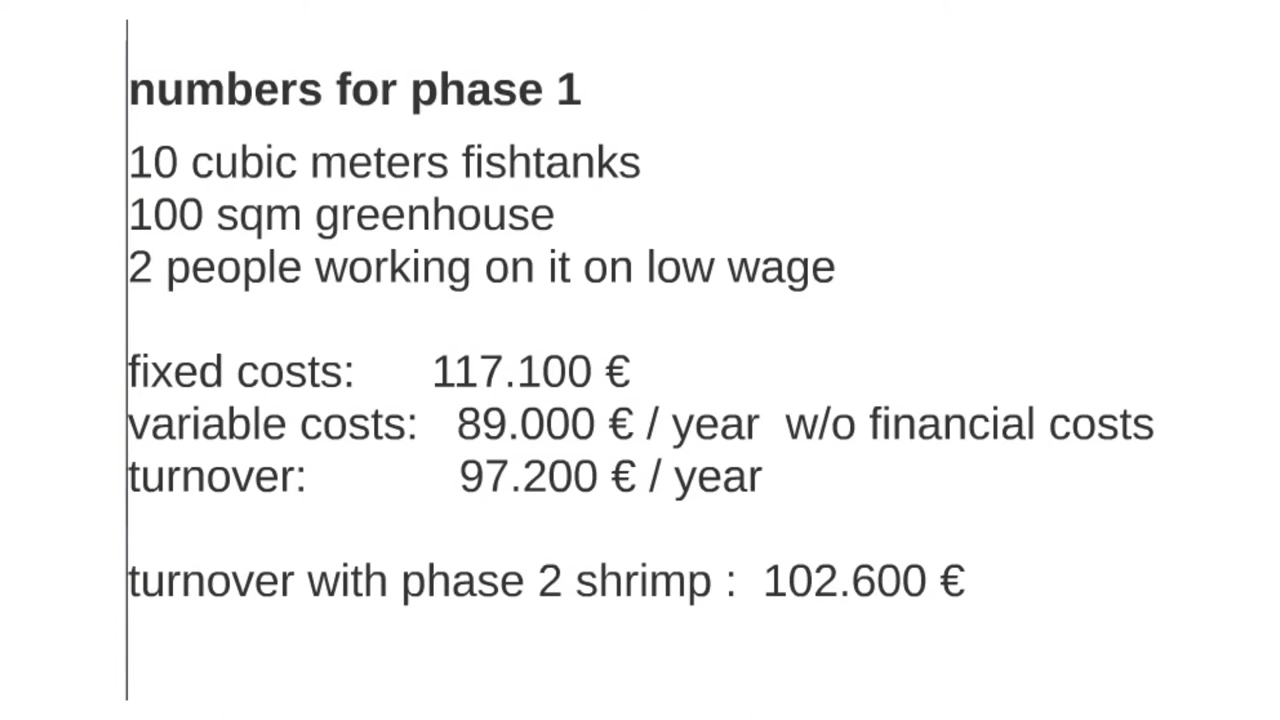 numbers for phase 1
10 cubic meters fishtanks
100 sqm greenhouse
2 people working on it on low wage
fixed costs: 117.100 €
variable costs: 89.000 € / year w/o financial costs
turnover: 97.200 € / year
turnover with phase 2 shrimp : 102.600 €